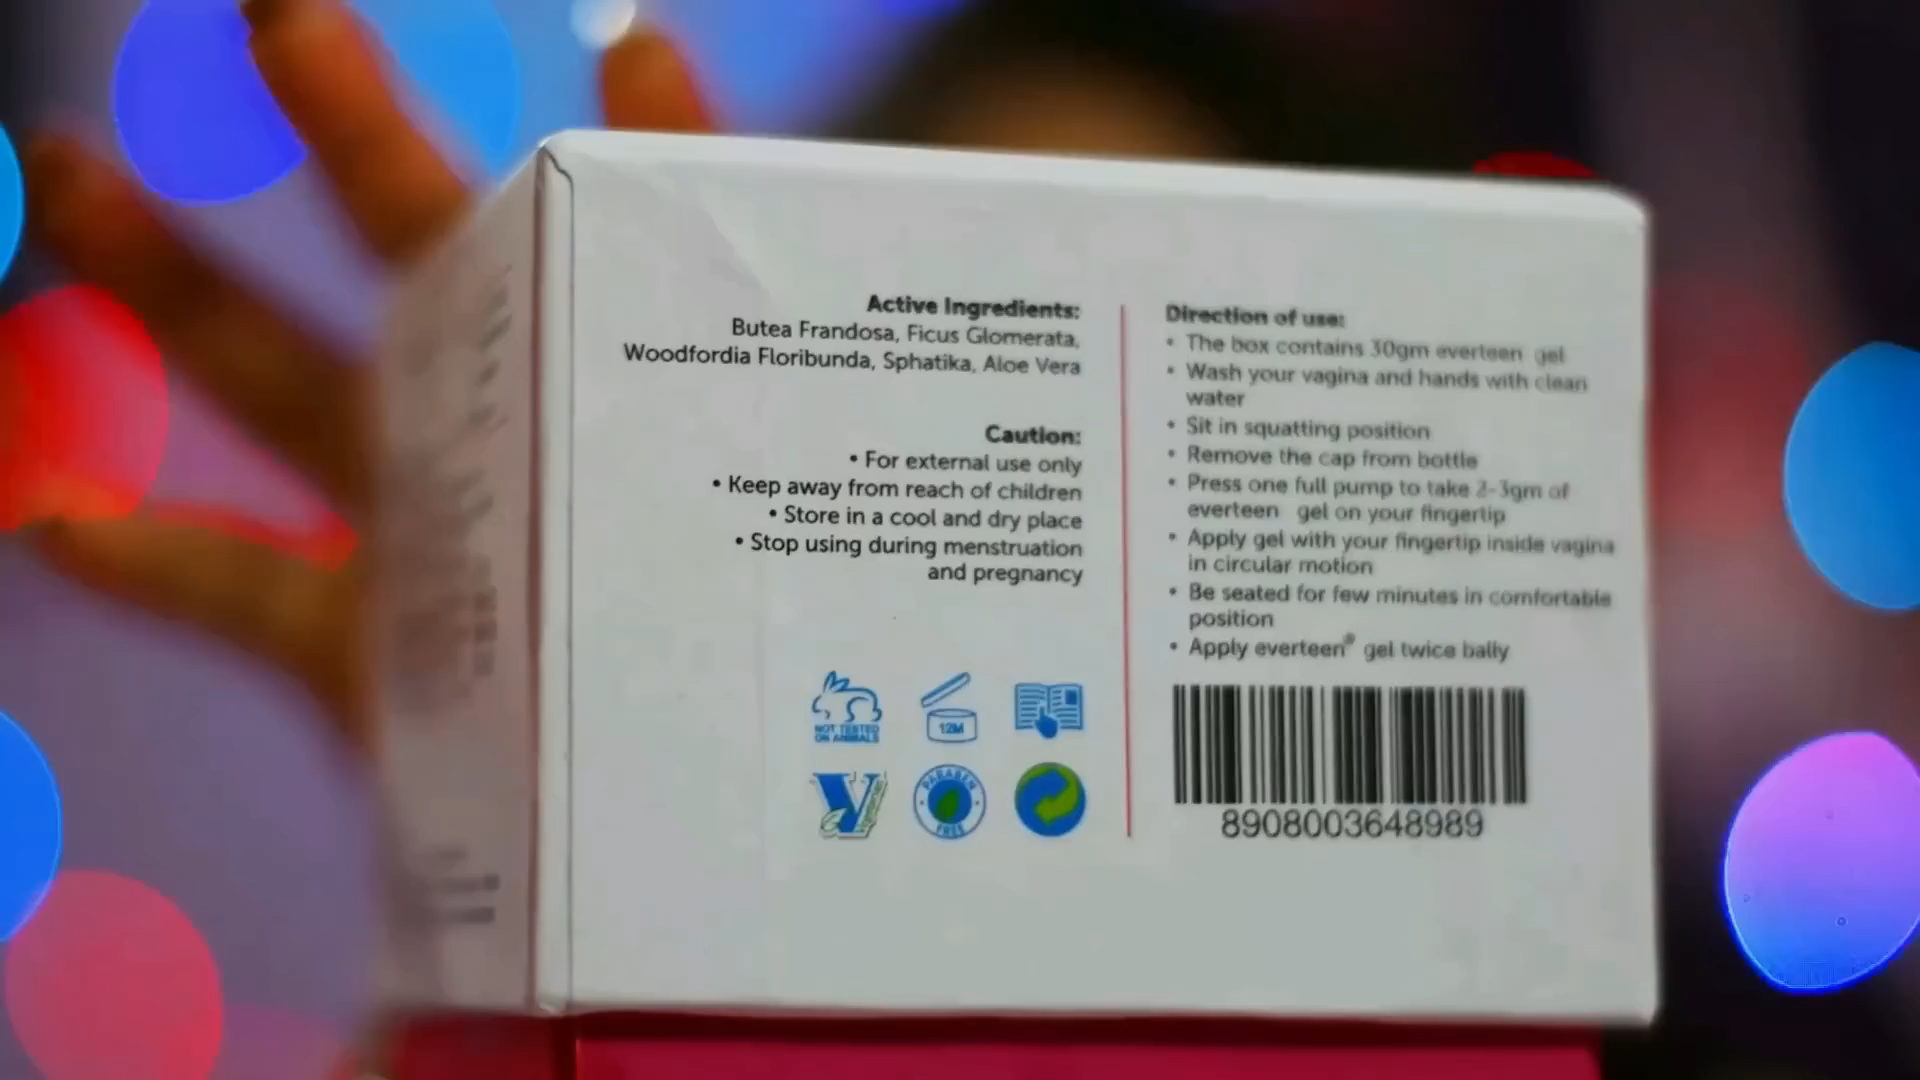 Active Ingredients:
Butea Frandosa, Ficus Glomerata,
Woodfordia Floribunda, Sphatika, Aloe Vera
Caution:
• For external use only
• Keep away from reach of children
• Store in a cool and dry place
• Stop using during menstruation
and pregnancy
NOT TESTED
ON ANIMALS
12M
V
Vegetarian
PARABEN
FREE
Direction of use:
• The box contains 30gm everteen gel
• Wash your vagina and hands with clean
water
• Sit in squatting position
• Remove the cap from bottle
• Press one full pump to take 2-3gm of
everteen gel on your fingertip
• Apply gel with your fingertip inside vagina
in circular motion
• Be seated for few minutes in comfortable
position
• Apply everteen® gel twice bally
8908003648989